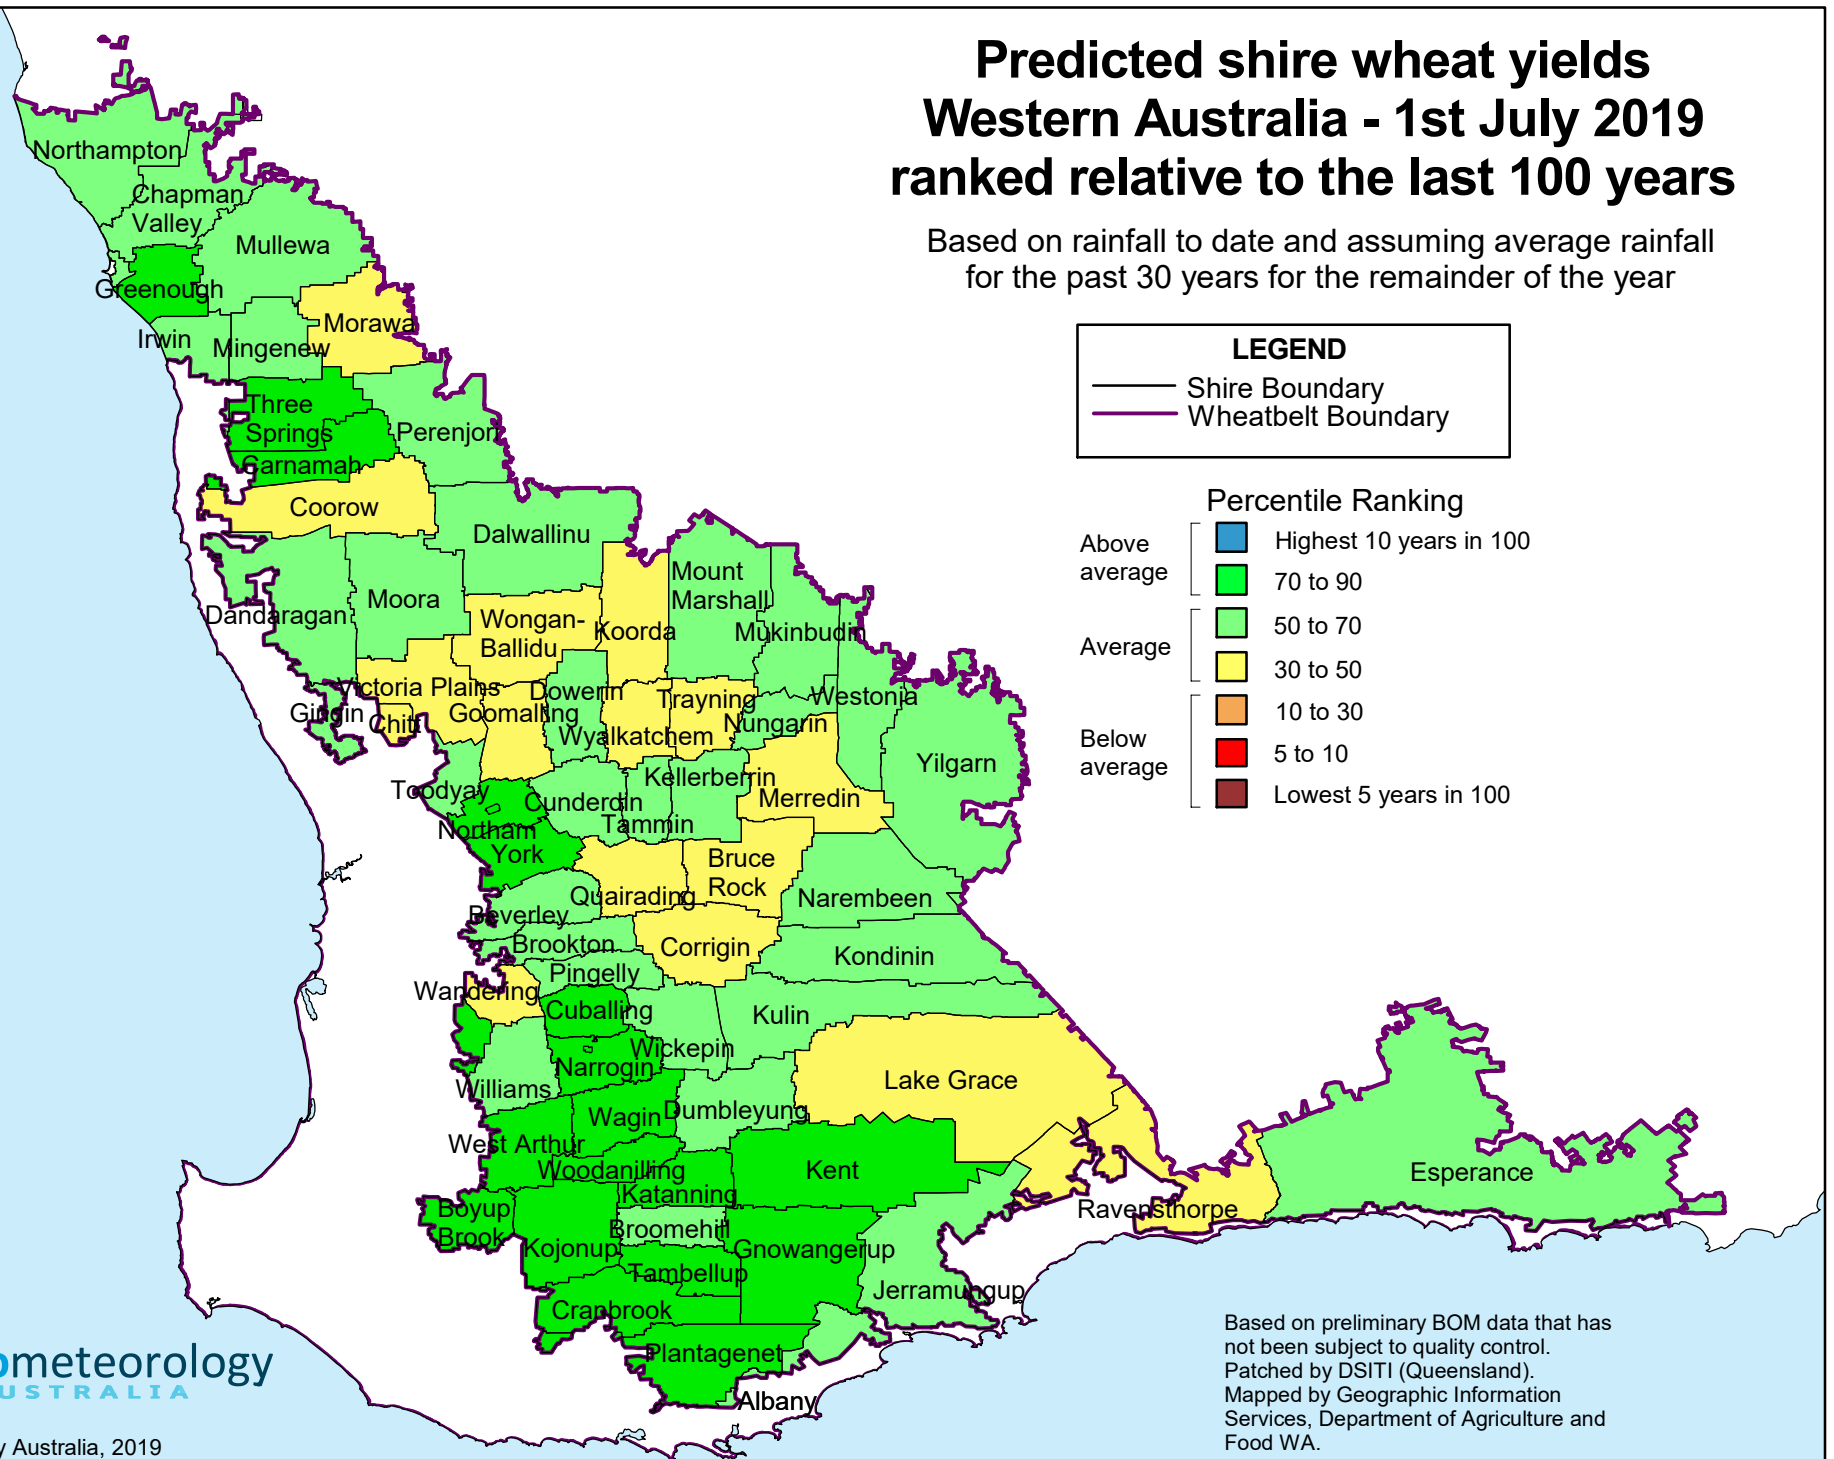 Predicted shire wheat yields
Western Australia - 1st July 2019
ranked relative to the last 100 years
Based on rainfall to date and assuming average rainfall
for the past 30 years for the remainder of the year
LEGEND
Shire Boundary
Wheatbelt Boundary
Percentile Ranking
Above
average
Highest 10 years in 100
70 to 90
Average
50 to 70
30 to 50
Below
average
10 to 30
5 to 10
Lowest 5 years in 100
Northampton
Chapman
Valley
Mullewa
Greenough
Irwin
Mingenew
Morawa
Three
Springs
Perenjori
Carnamah
Coorow
Dalwallinu
Dandaragan
Moora
Wongan-
Ballidu
Koorda
Mount
Marshall
Mukinbudin
Victoria Plains
Gingin
Chitt
Goomalling
Dowerin
Wyalkatchem
Trayning
Nungarin
Westonia
Yilgarn
Toodyay
Cunderdin
Kellerberrin
Tammin
Merredin
Northam
York
Quairading
Bruce
Rock
Narembeen
Beverley
Brookton
Corrigin
Kondinin
Pingelly
Wandering
Cuballing
Kulin
Wickepin
Narrogin
Williams
Lake Grace
Wagin
Dumbleyung
West Arthur
Woodanilling
Kent
Katanning
Esperance
Ravensthorpe
Boyup
Brook
Broomehill
Kojonup
Gnowangerup
Tambellup
Jerramungup
Cranbrook
Plantagenet
Albany
ometeorology
USTRALIA
y Australia, 2019
Based on preliminary BOM data that has
not been subject to quality control.
Patched by DSITI (Queensland).
Mapped by Geographic Information
Services, Department of Agriculture and
Food WA.